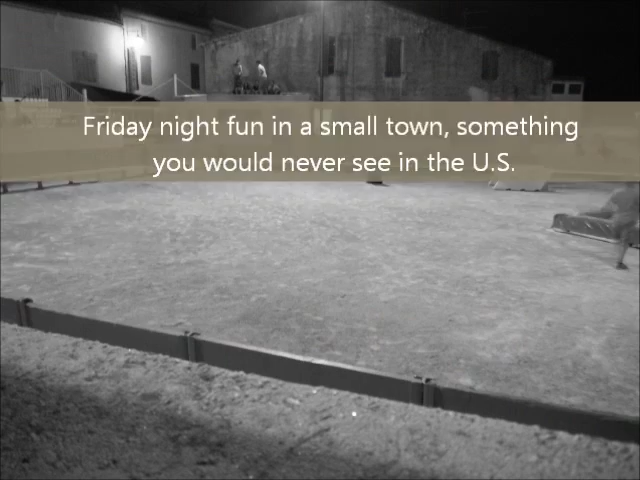 Friday night fun in a small town, something
you would never see in the U.S.